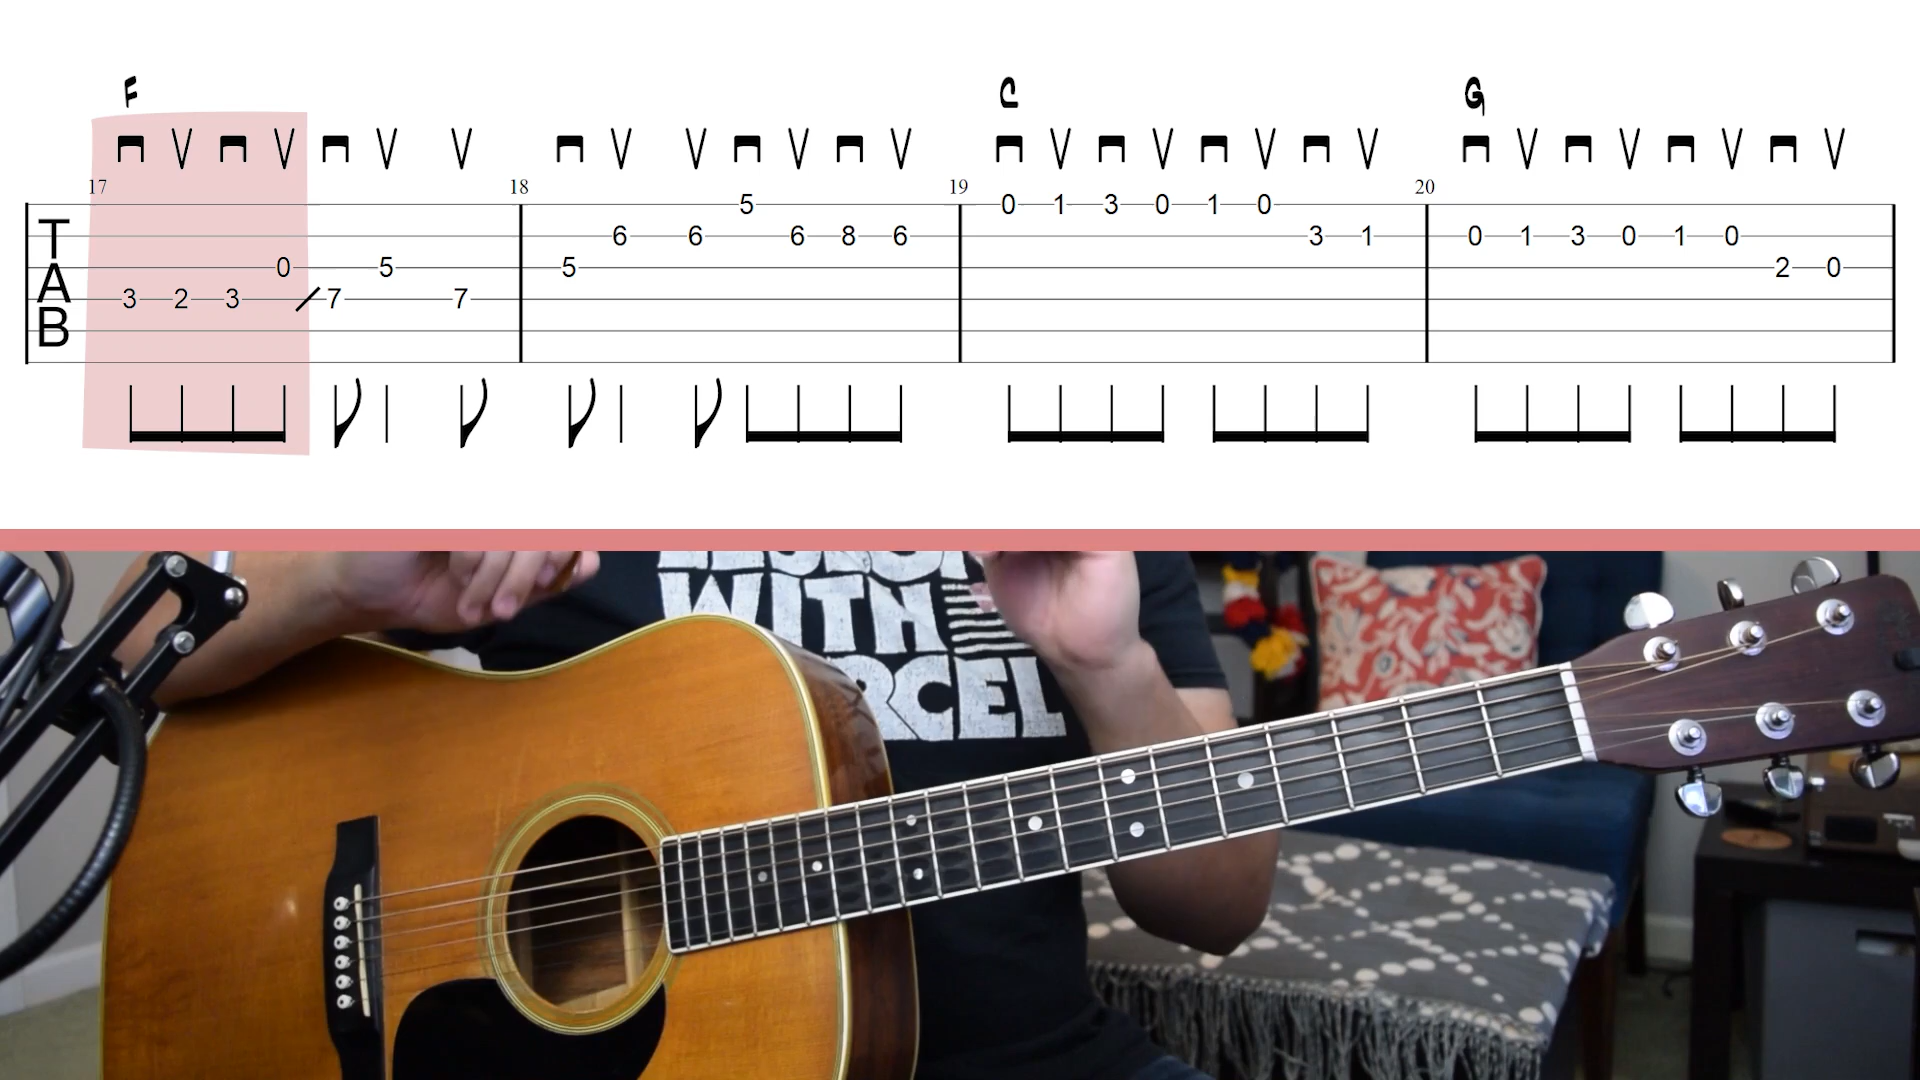 F C G
17 18 19 20
T
A
B
5 0 1 3 0 1 0
6 6 6 8 6 3 1 0 1 3 0 1 0
0 5 5 2 0
3 2 3 7 7
WITH
RCEL